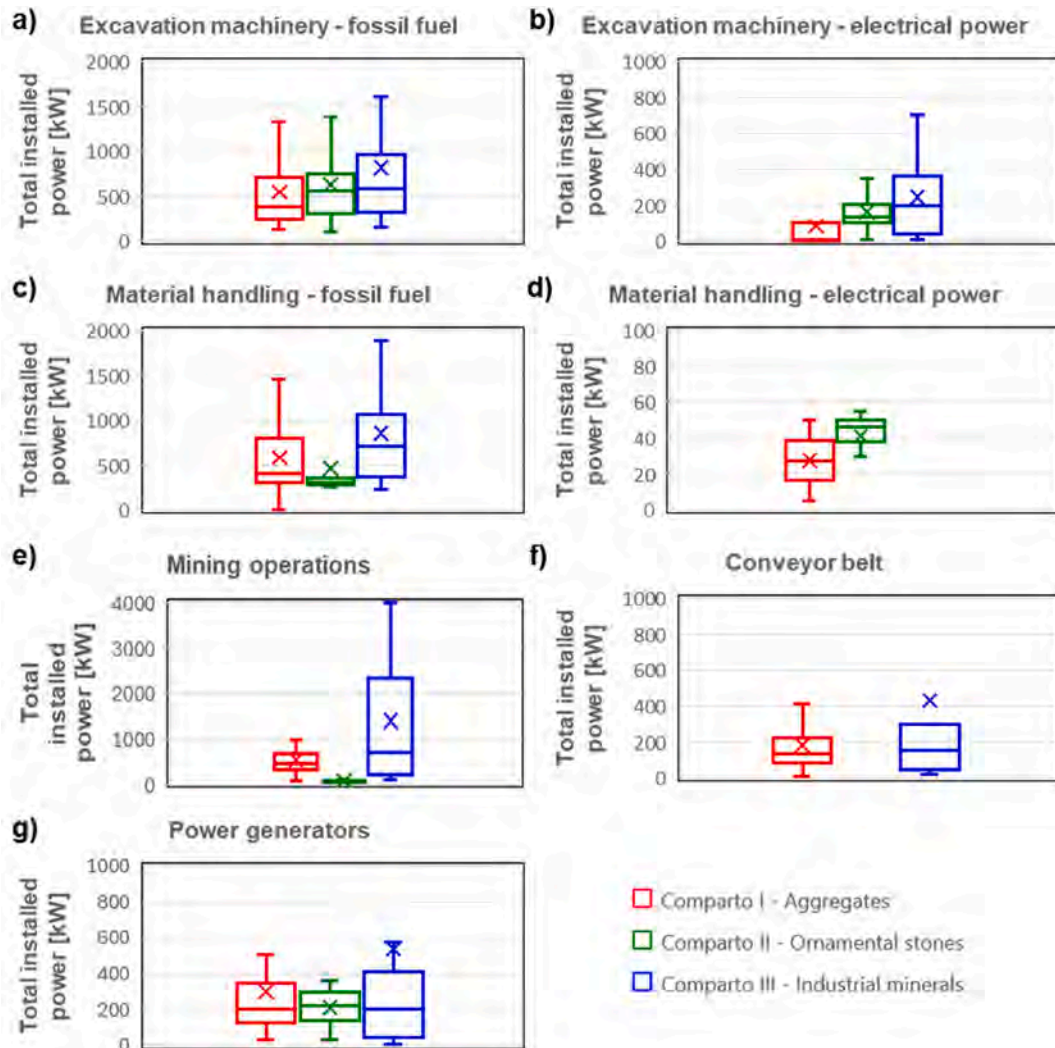 a) Excavation machinery - fossil fuel
Total installed
power [kW]
2000
1500
1000
500
0
b) Excavation machinery - electrical power
Total installed
power [kW]
1000
800
600
400
200
0
c) Material handling - fossil fuel
Total installed
power [kW]
2000
1500
1000
500
0
d) Material handling - electrical power
Total installed
power [kW]
100
80
60
40
20
0
e) Mining operations
Total
installed
power [kW]
4000
3000
2000
1000
0
f) Conveyor belt
Total installed
power [kW]
1000
800
600
400
200
0
g) Power generators
Total installed
power [kW]
1000
800
600
400
200
0
Comparto I - Aggregates
Comparto II - Ornamental stones
Comparto III - Industrial minerals